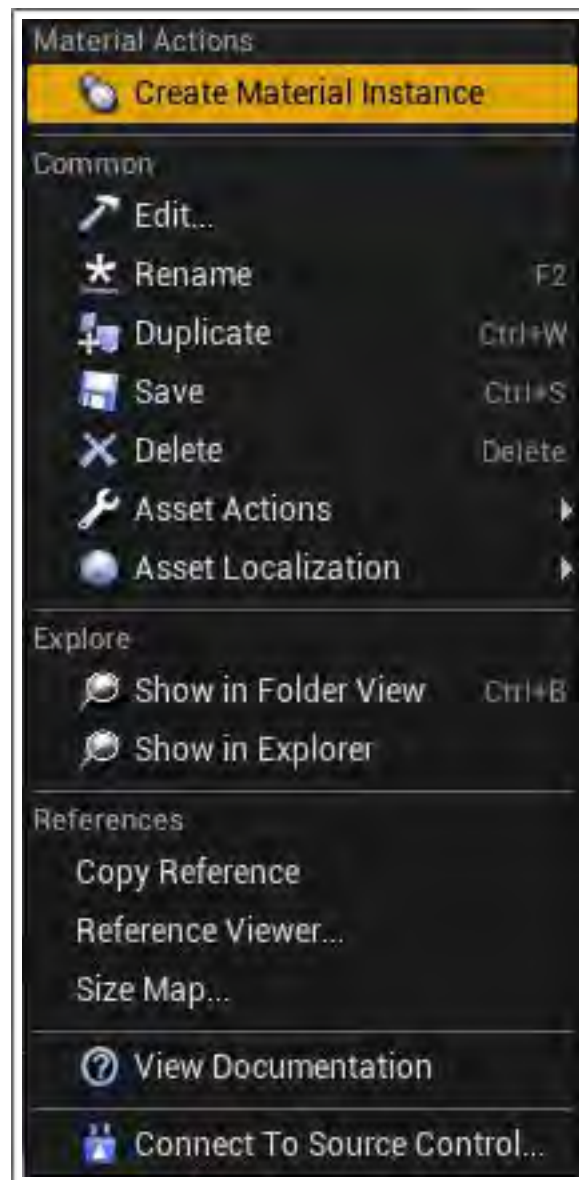 Material Actions
Create Material Instance
Common
Edit...
Rename F2
Duplicate Ctrl+W
Save Ctrl+S
Delete Delete
Asset Actions
Asset Localization
Explore
Show in Folder View Ctrl+B
Show in Explorer
References
Copy Reference
Reference Viewer...
Size Map...
View Documentation
Connect To Source Control...